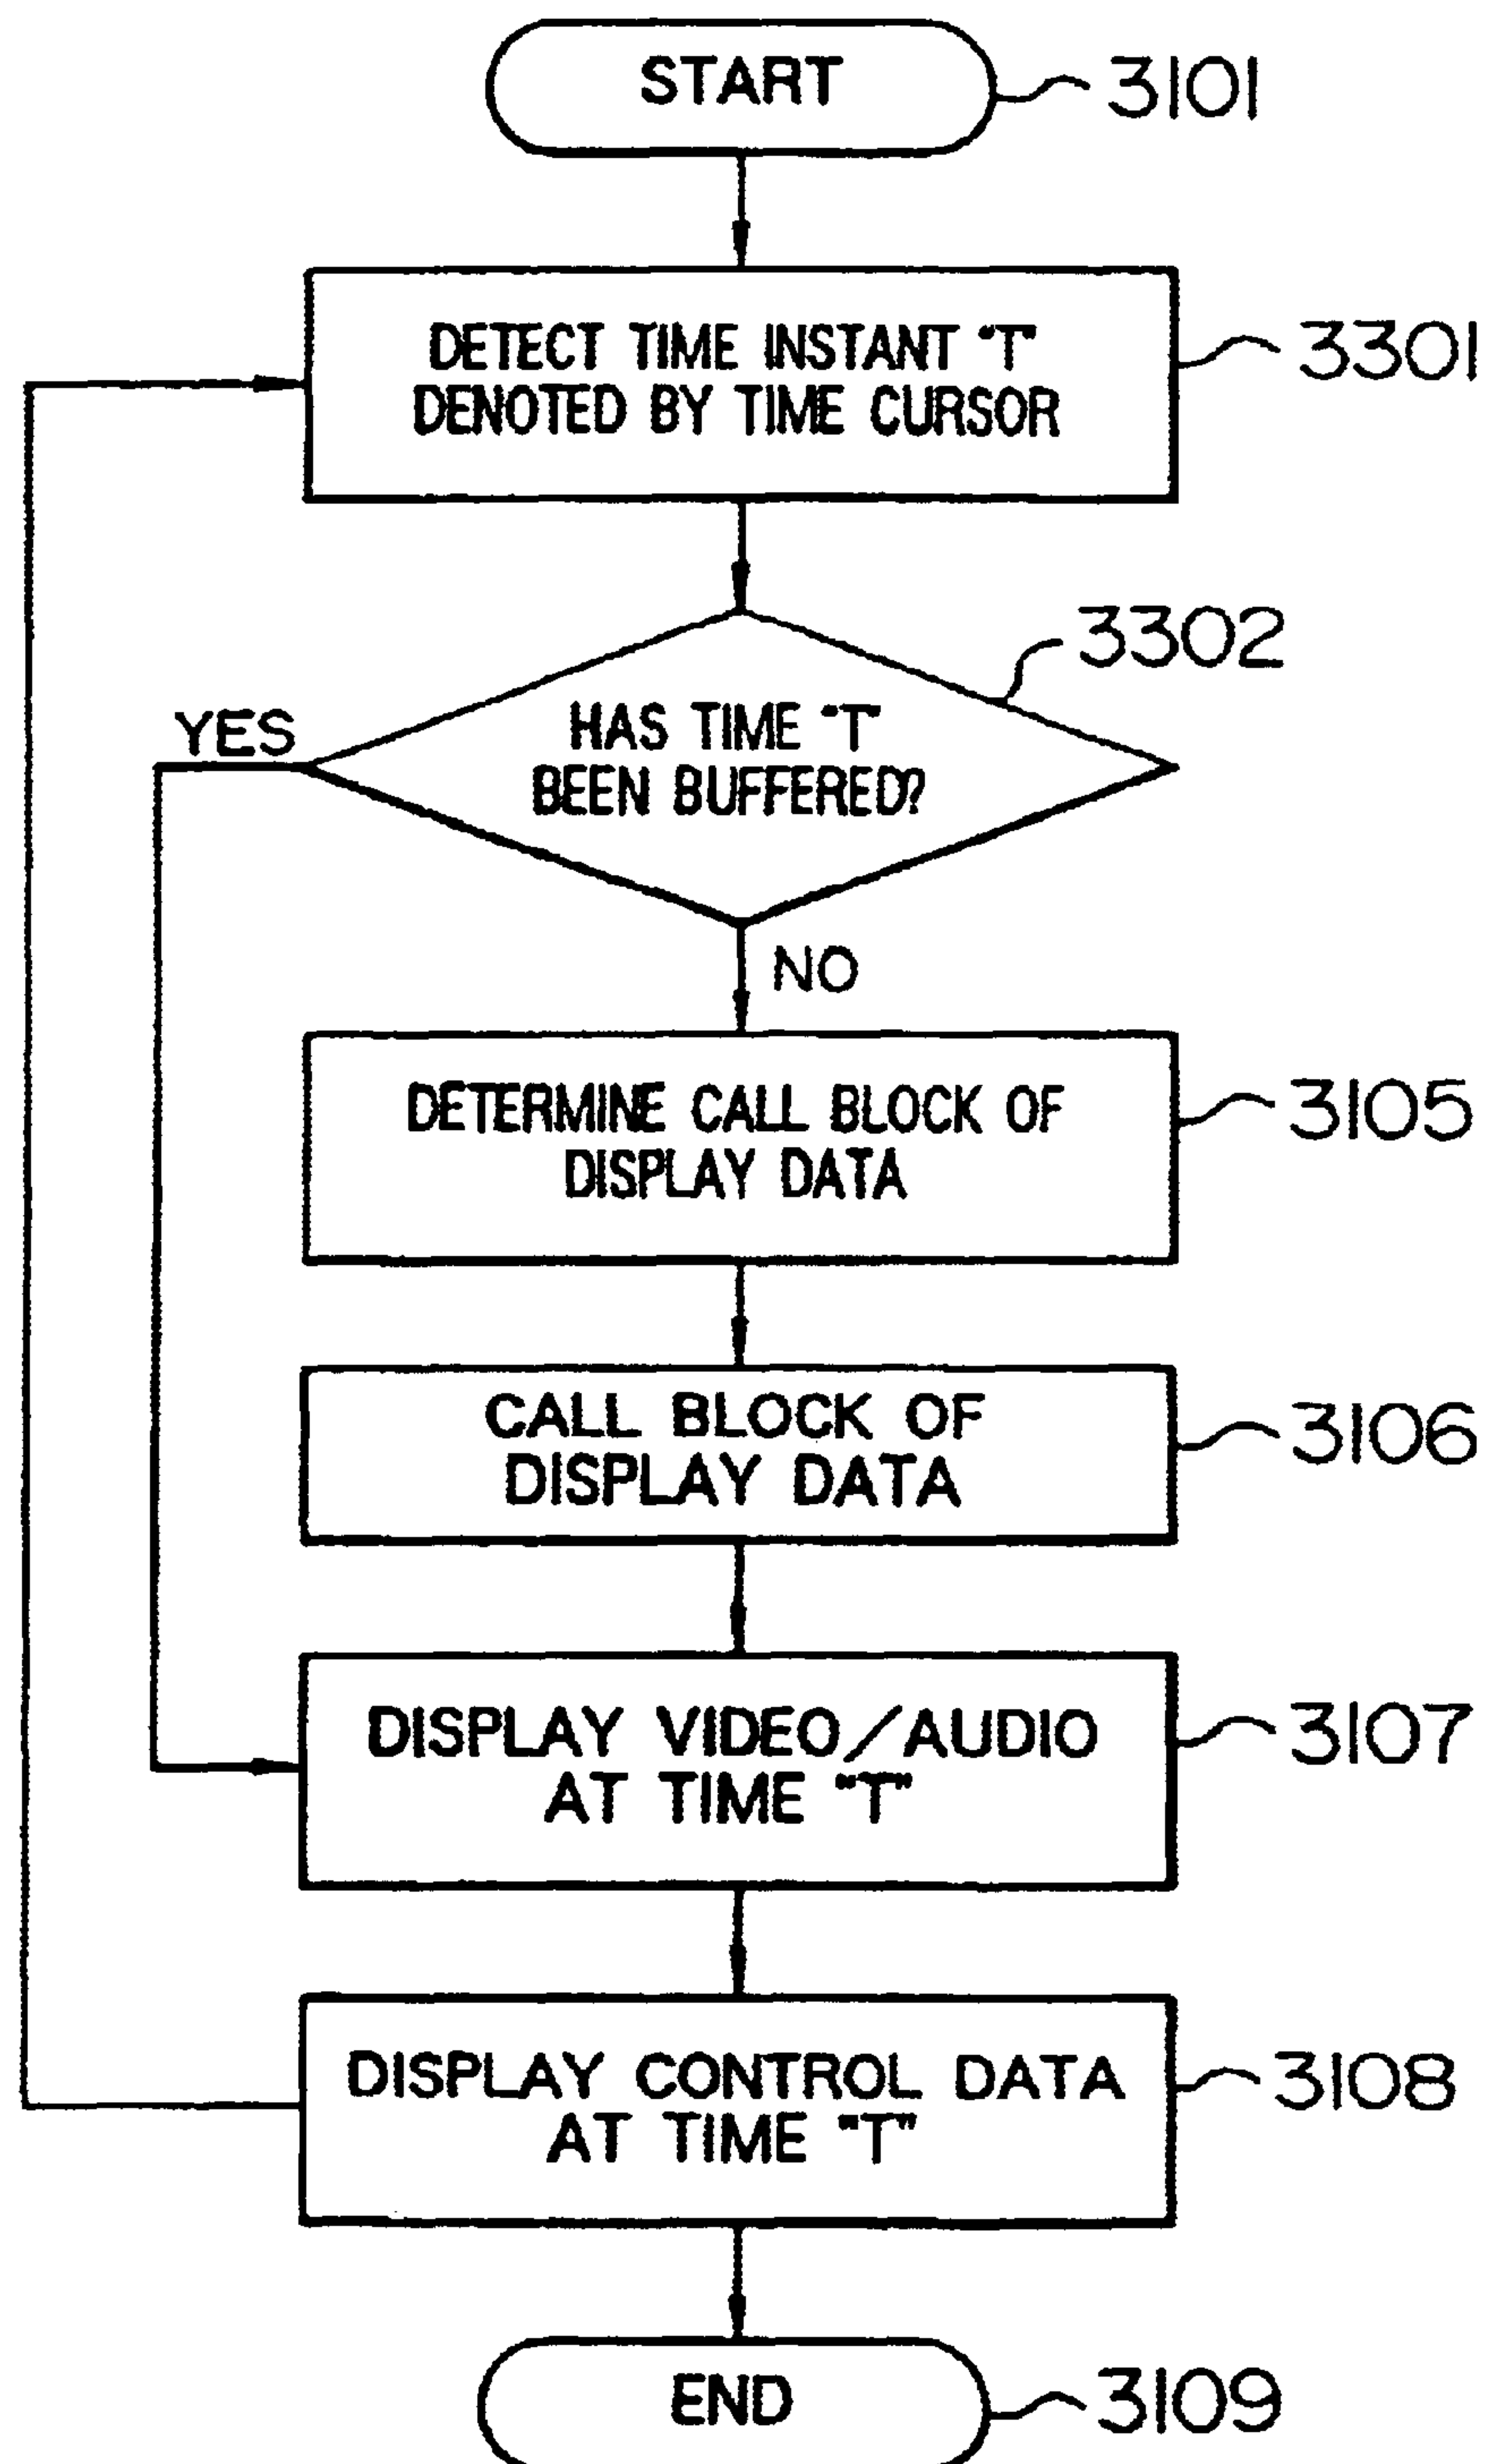 START
3101
DETECT TIME INSTANT "T"
DENOTED BY TIME CURSOR
3301
3302
HAS TIME "T"
BEEN BUFFERED?
YES
NO
DETERMINE CALL BLOCK OF
DISPLAY DATA
3105
CALL BLOCK OF
DISPLAY DATA
3106
DISPLAY VIDEO/AUDIO
AT TIME "T"
3107
DISPLAY CONTROL DATA
AT TIME "T"
3108
END
3109